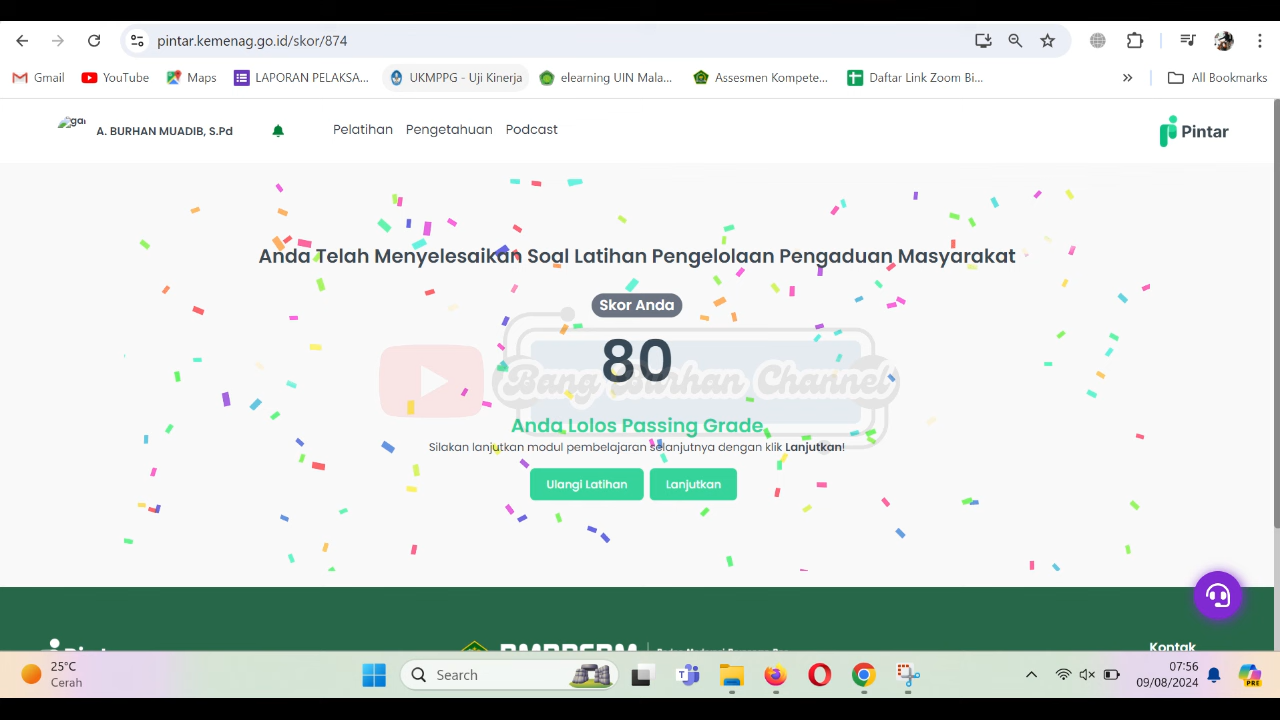 pintar.kemenag.go.id/skor/874
Gmail
YouTube
Maps
LAPORAN PELAKSA...
UKMPPG - Uji Kinerja
elearning UIN Mala...
Assesmen Kompete...
Daftar Link Zoom Bi...
»
All Bookmarks
gar
A. BURHAN MUADIB, S.Pd
Pelatihan
Pengetahuan
Podcast
Pintar
Anda Telah Menyelesaikan Soal Latihan Pengelolaan Pengaduan Masyarakat
Skor Anda
80
Bang Burhan Channel
Anda Lolos Passing Grade.
Silakan lanjutkan modul pembelajaran selanjutnya dengan klik Lanjutkan!
Ulangi Latihan
Lanjutkan
Kontak
25°C
Cerah
Search
07:56
09/08/2024
PRE